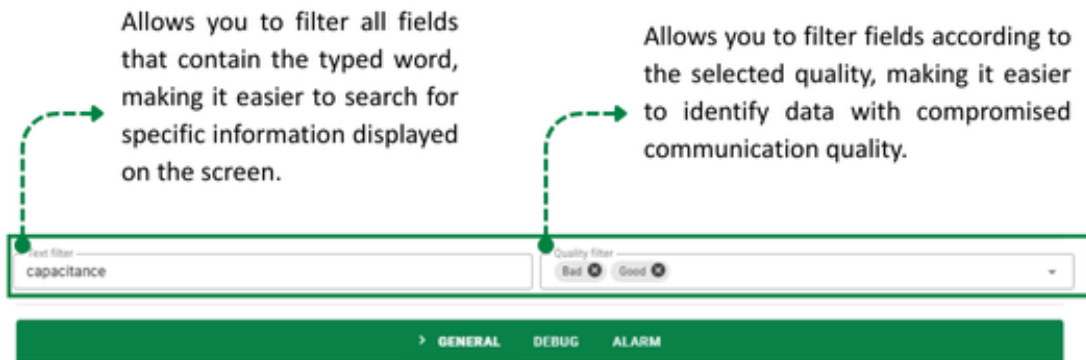 Allows you to filter all fields
that contain the typed word,
making it easier to search for
specific information displayed
on the screen.
Allows you to filter fields according to
the selected quality, making it easier
to identify data with compromised
communication quality.
Text filter
capacitance
Quality filter
Bad Good
> GENERAL DEBUG ALARM